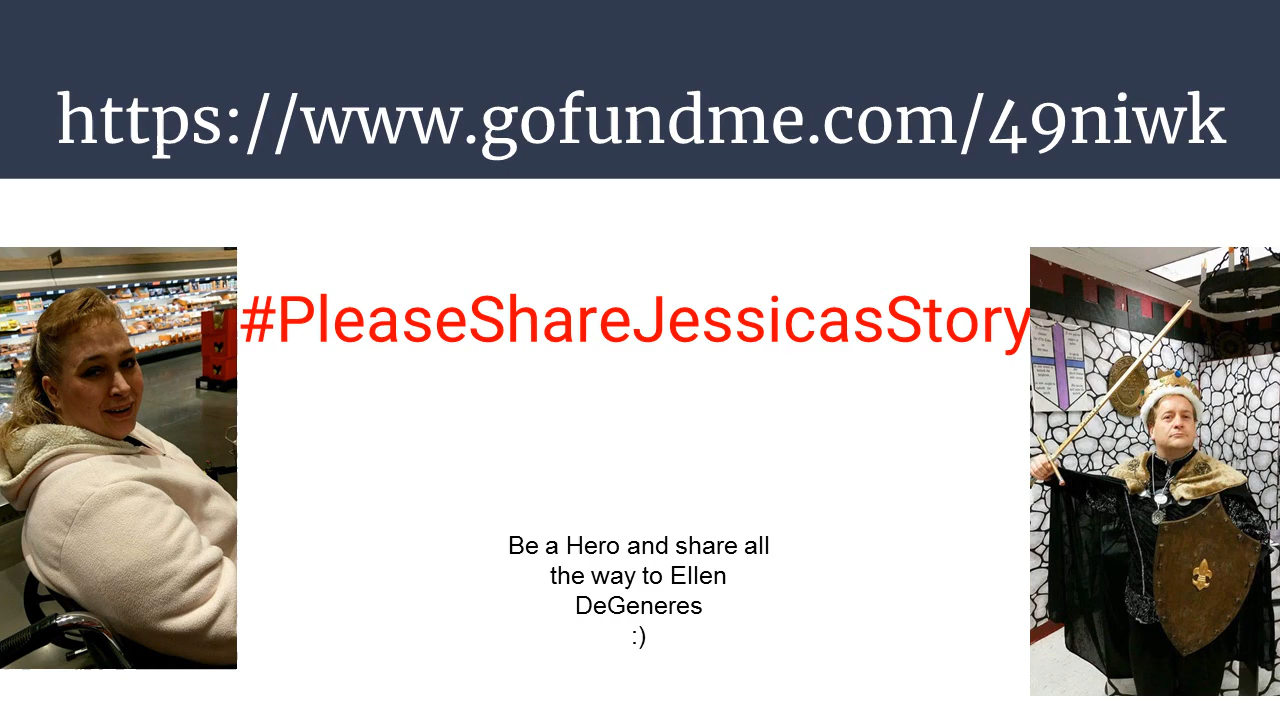 https://www.gofundme.com/49niwk
#PleaseShareJessicasStory
Be a Hero and share all
the way to Ellen
DeGeneres
:)